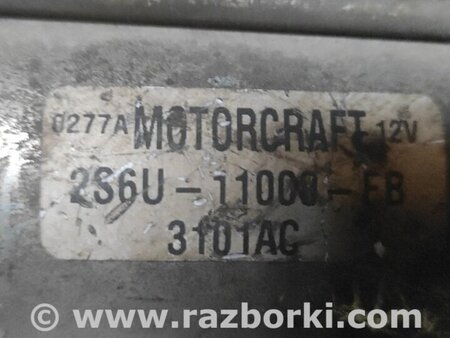 0277A MOTORCRAFT 12V
2S6U-11000-EB
3101AC
© www.razborki.com